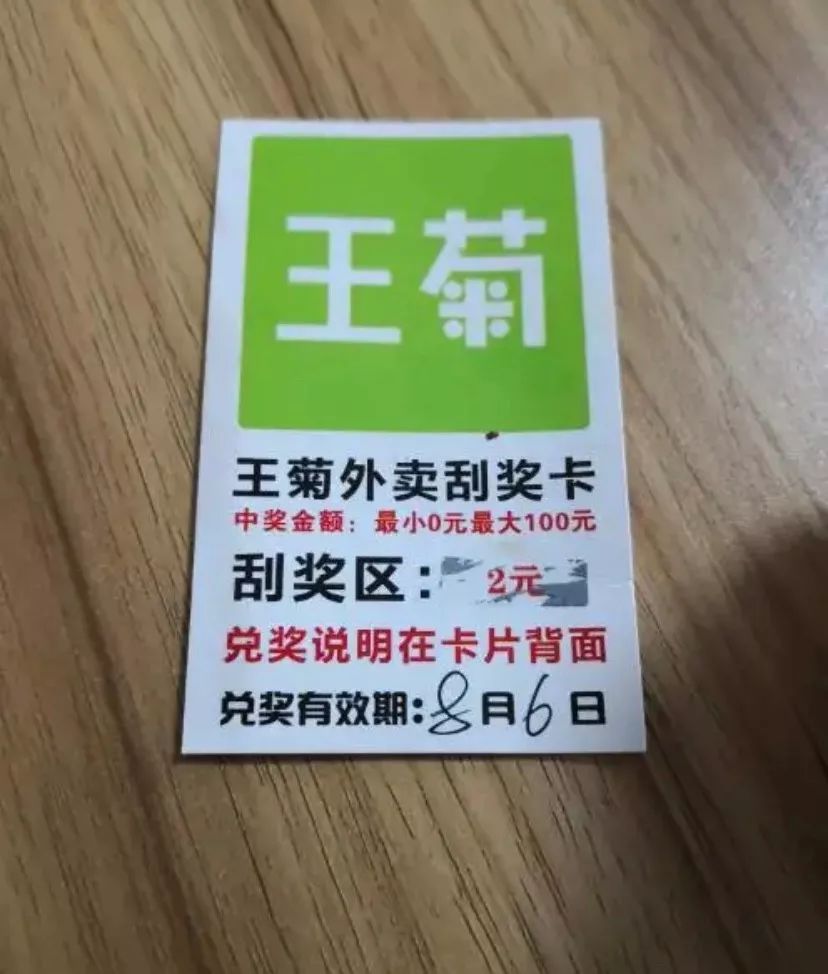 王菊
王菊外卖刮奖卡
中奖金额：最小0元最大100元
刮奖区：2元
兑奖说明在卡片背面
兑奖有效期：8月6日